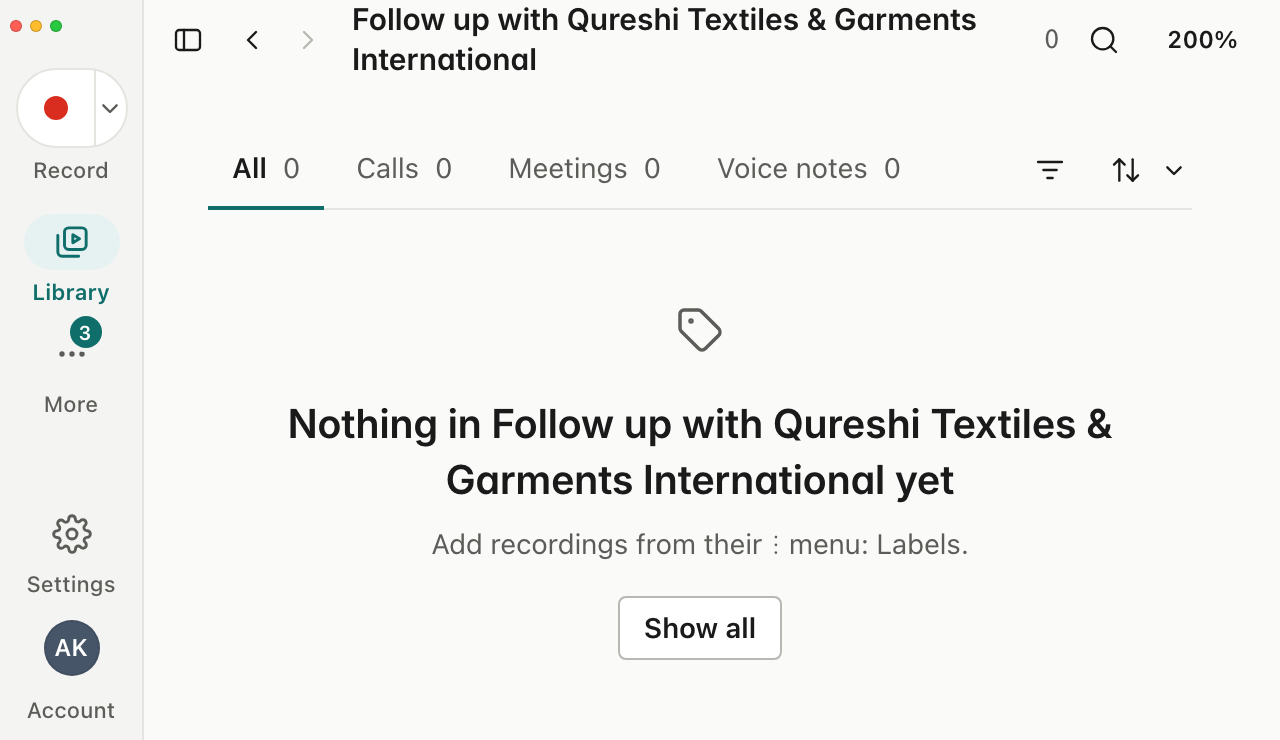 Record
Library
3
More
Settings
AK
Account
Follow up with Qureshi Textiles & Garments
International
0
200%
All 0
Calls 0
Meetings 0
Voice notes 0
Nothing in Follow up with Qureshi Textiles &
Garments International yet
Add recordings from their ⋮ menu: Labels.
Show all